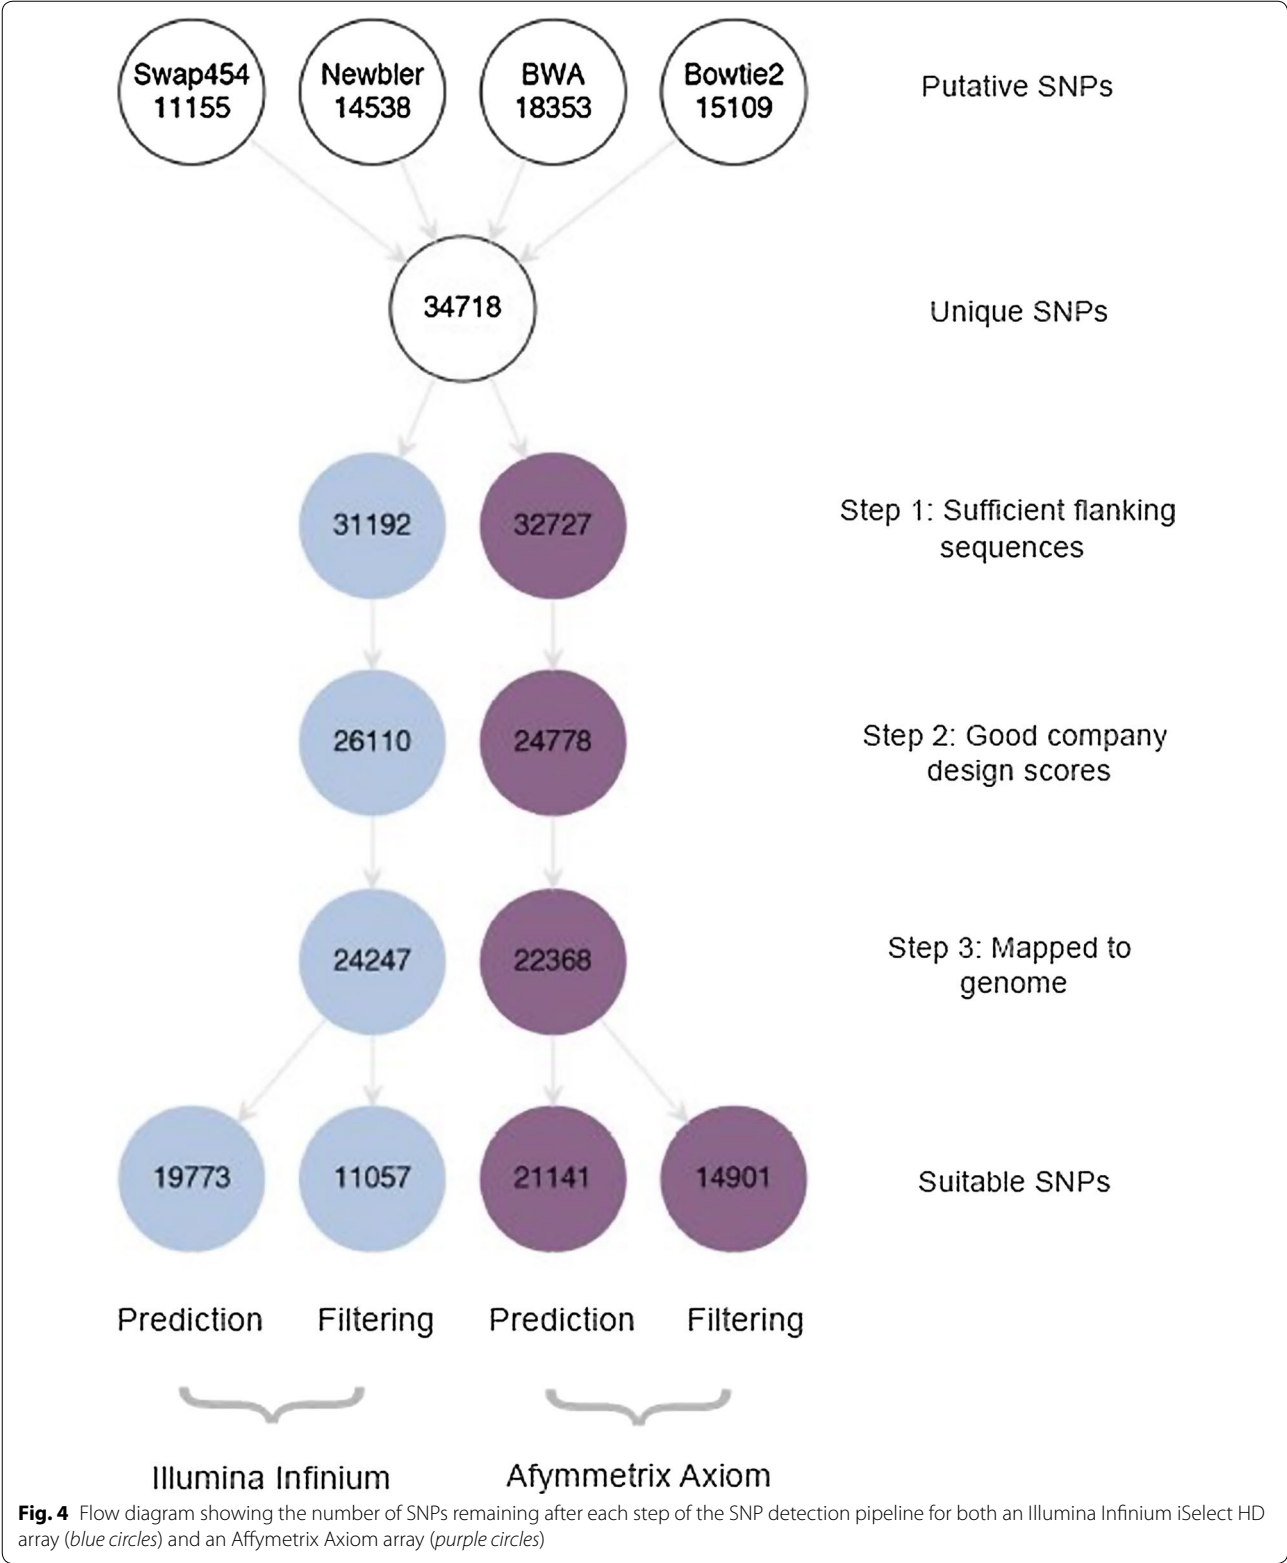 Swap454
11155
Newbler
14538
BWA
18353
Bowtie2
15109
Putative SNPs
34718
Unique SNPs
31192
32727
Step 1: Sufficient flanking
sequences
26110
24778
Step 2: Good company
design scores
24247
22368
Step 3: Mapped to
genome
19773
11057
21141
14901
Suitable SNPs
Prediction
Filtering
Prediction
Filtering
Illumina Infinium
Afymmetrix Axiom
Fig. 4 Flow diagram showing the number of SNPs remaining after each step of the SNP detection pipeline for both an Illumina Infinium iSelect HD
array (blue circles) and an Affymetrix Axiom array (purple circles)